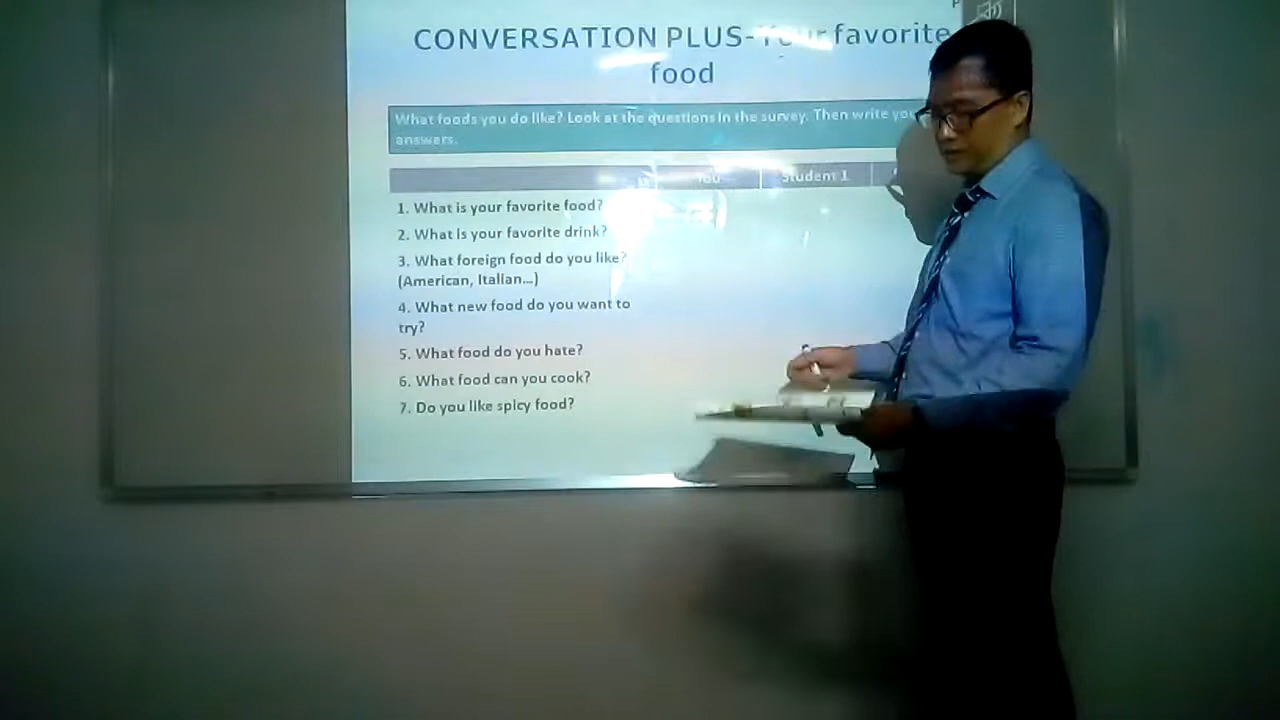 CONVERSATION PLUS- Your favorite
food
What foods you do like? Look at the questions in the survey. Then write
answers.
You Student 1
1. What is your favorite food?
2. What is your favorite drink?
3. What foreign food do you like?
(American, Italian...)
4. What new food do you want to
try?
5. What food do you hate?
6. What food can you cook?
7. Do you like spicy food?